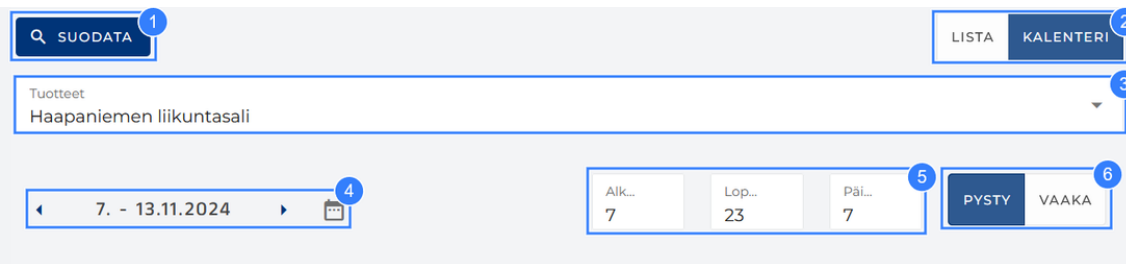 1
SUODATA
2
LISTA KALENTERI
3
Tuotteet
Haapaniemen liikuntasali
4
7. - 13.11.2024
5
Alk... Lop... Päi...
7 23 7
6
PYSTY VAAKA